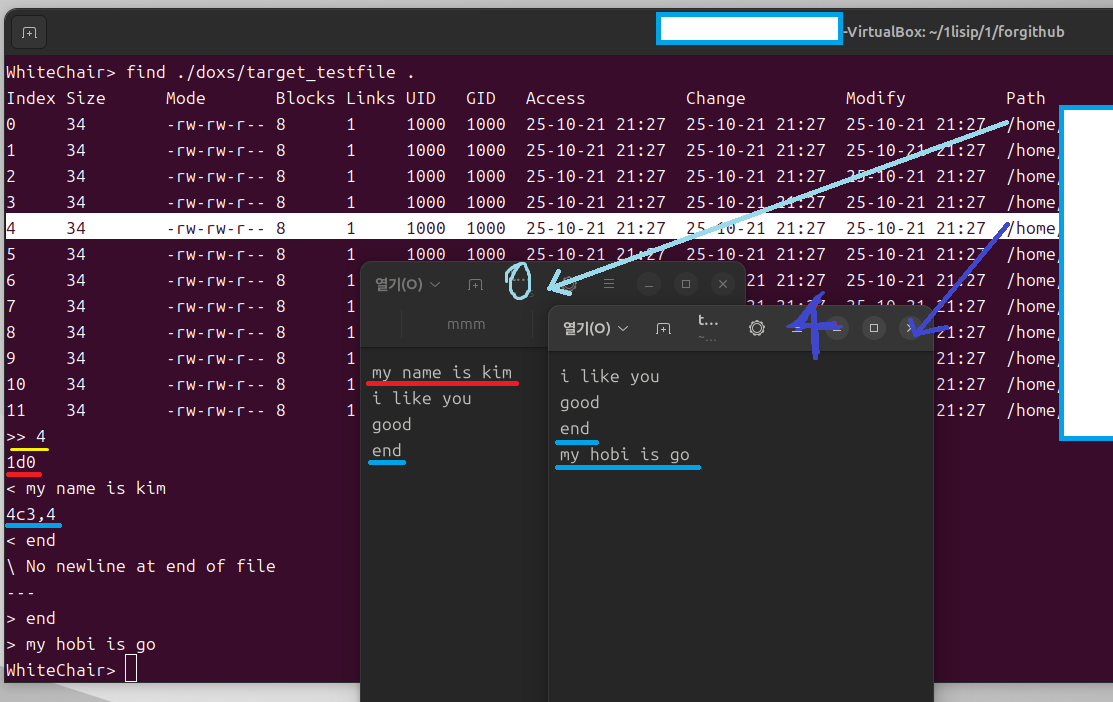 -VirtualBox: ~/1lisip/1/forgithub
WhiteChair> find ./doxs/target_testfile .
Index Size Mode Blocks Links UID GID Access Change Modify Path
0 34 -rw-rw-r-- 8 1 1000 1000 25-10-21 21:27 25-10-21 21:27 25-10-21 21:27 /home/
1 34 -rw-rw-r-- 8 1 1000 1000 25-10-21 21:27 25-10-21 21:27 25-10-21 21:27 /home/
2 34 -rw-rw-r-- 8 1 1000 1000 25-10-21 21:27 25-10-21 21:27 25-10-21 21:27 /home/
3 34 -rw-rw-r-- 8 1 1000 1000 25-10-21 21:27 25-10-21 21:27 25-10-21 21:27 /home/
4 34 -rw-rw-r-- 8 1 1000 1000 25-10-21 21:27 25-10-21 21:27 25-10-21 21:27 /home/
5 34 -rw-rw-r-- 8 1 1000 1000 25-10-21 21:27 25-10-21 21:27 25-10-21 21:27 /home/
6 34 -rw-rw-r-- 8 1 21:27 21:27 /home/
7 34 -rw-rw-r-- 8 1 21:27 /home/
8 34 -rw-rw-r-- 8 1 21:27 /home/
9 34 -rw-rw-r-- 8 1 21:27 /home/
10 34 -rw-rw-r-- 8 1 21:27 /home/
11 34 -rw-rw-r-- 8 1 21:27 /home/
>> 4
1d0
< my name is kim
4c3,4
< end
\ No newline at end of file
---
> end
> my hobi is go
WhiteChair>
열기(O)
0
mmm
my name is kim
i like you
good
end
열기(O) t...
~...
4
i like you
good
end
my hobi is go